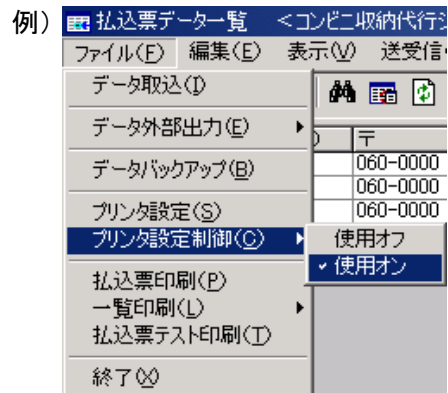 例）
払込票データ一覧 <コンビニ収納代行シ
ファイル(F) 編集(E) 表示(V) 送受信
データ取込(I)
データ外部出力(E)
〒
データバックアップ(B)
060-0000
060-0000
プリンタ設定(S)
060-0000
プリンタ設定制御(C)
使用オフ
使用オン
払込票印刷(P)
一覧印刷(L)
払込票テスト印刷(T)
終了(X)